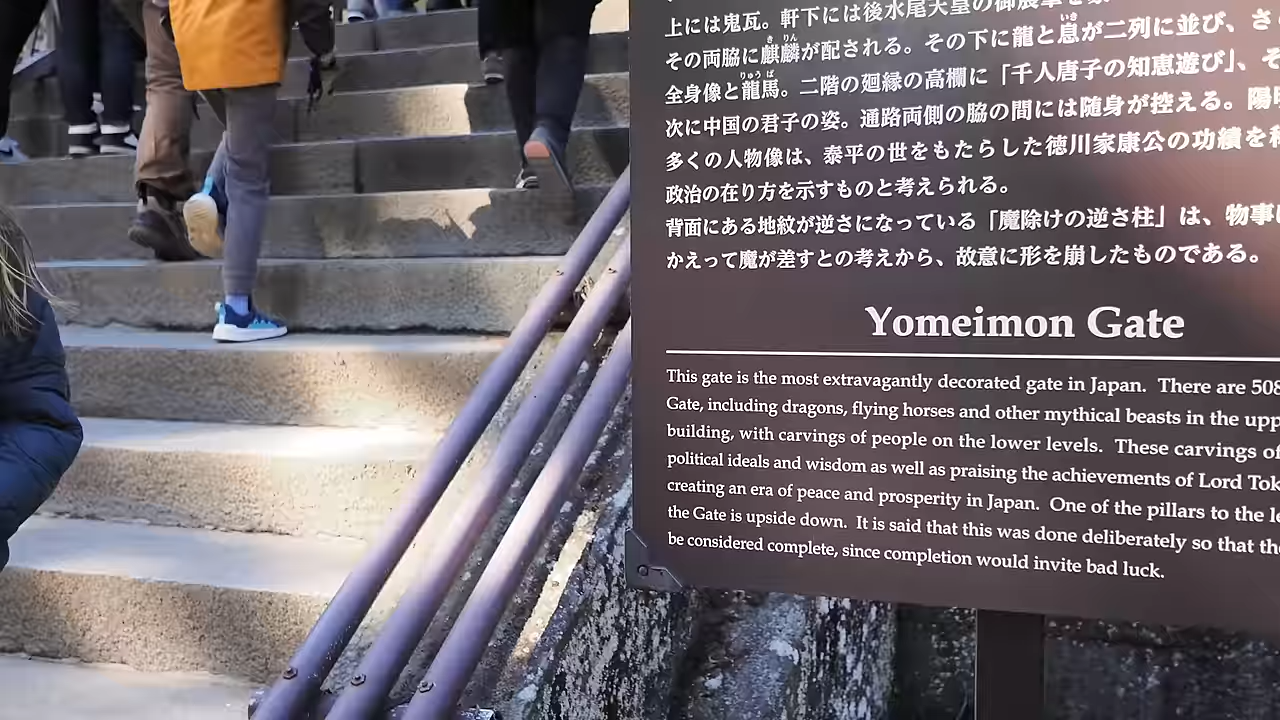 上には鬼瓦。軒下には後水尾天皇の御宸筆を
その両脇に麒麟が配される。その下に龍と息が二列に並び、さ
全身像と龍馬。二階の廻縁の高欄に「千人唐子の知恵遊び」、そ
次に中国の君子の姿。通路両側の脇の間には随身が控える。陽
多くの人物像は、泰平の世をもたらした徳川家康公の功績を
政治の在り方を示すものと考えられる。
背面にある地紋が逆さになっている「魔除けの逆さ柱」は、物事
かえって魔が差すとの考えから、故意に形を崩したものである。
Yomeimon Gate
This gate is the most extravagantly decorated gate in Japan. There are 508
Gate, including dragons, flying horses and other mythical beasts in the upp
building, with carvings of people on the lower levels. These carvings of
political ideals and wisdom as well as praising the achievements of Lord Tok
creating an era of peace and prosperity in Japan. One of the pillars to the le
the Gate is upside down. It is said that this was done deliberately so that the
be considered complete, since completion would invite bad luck.